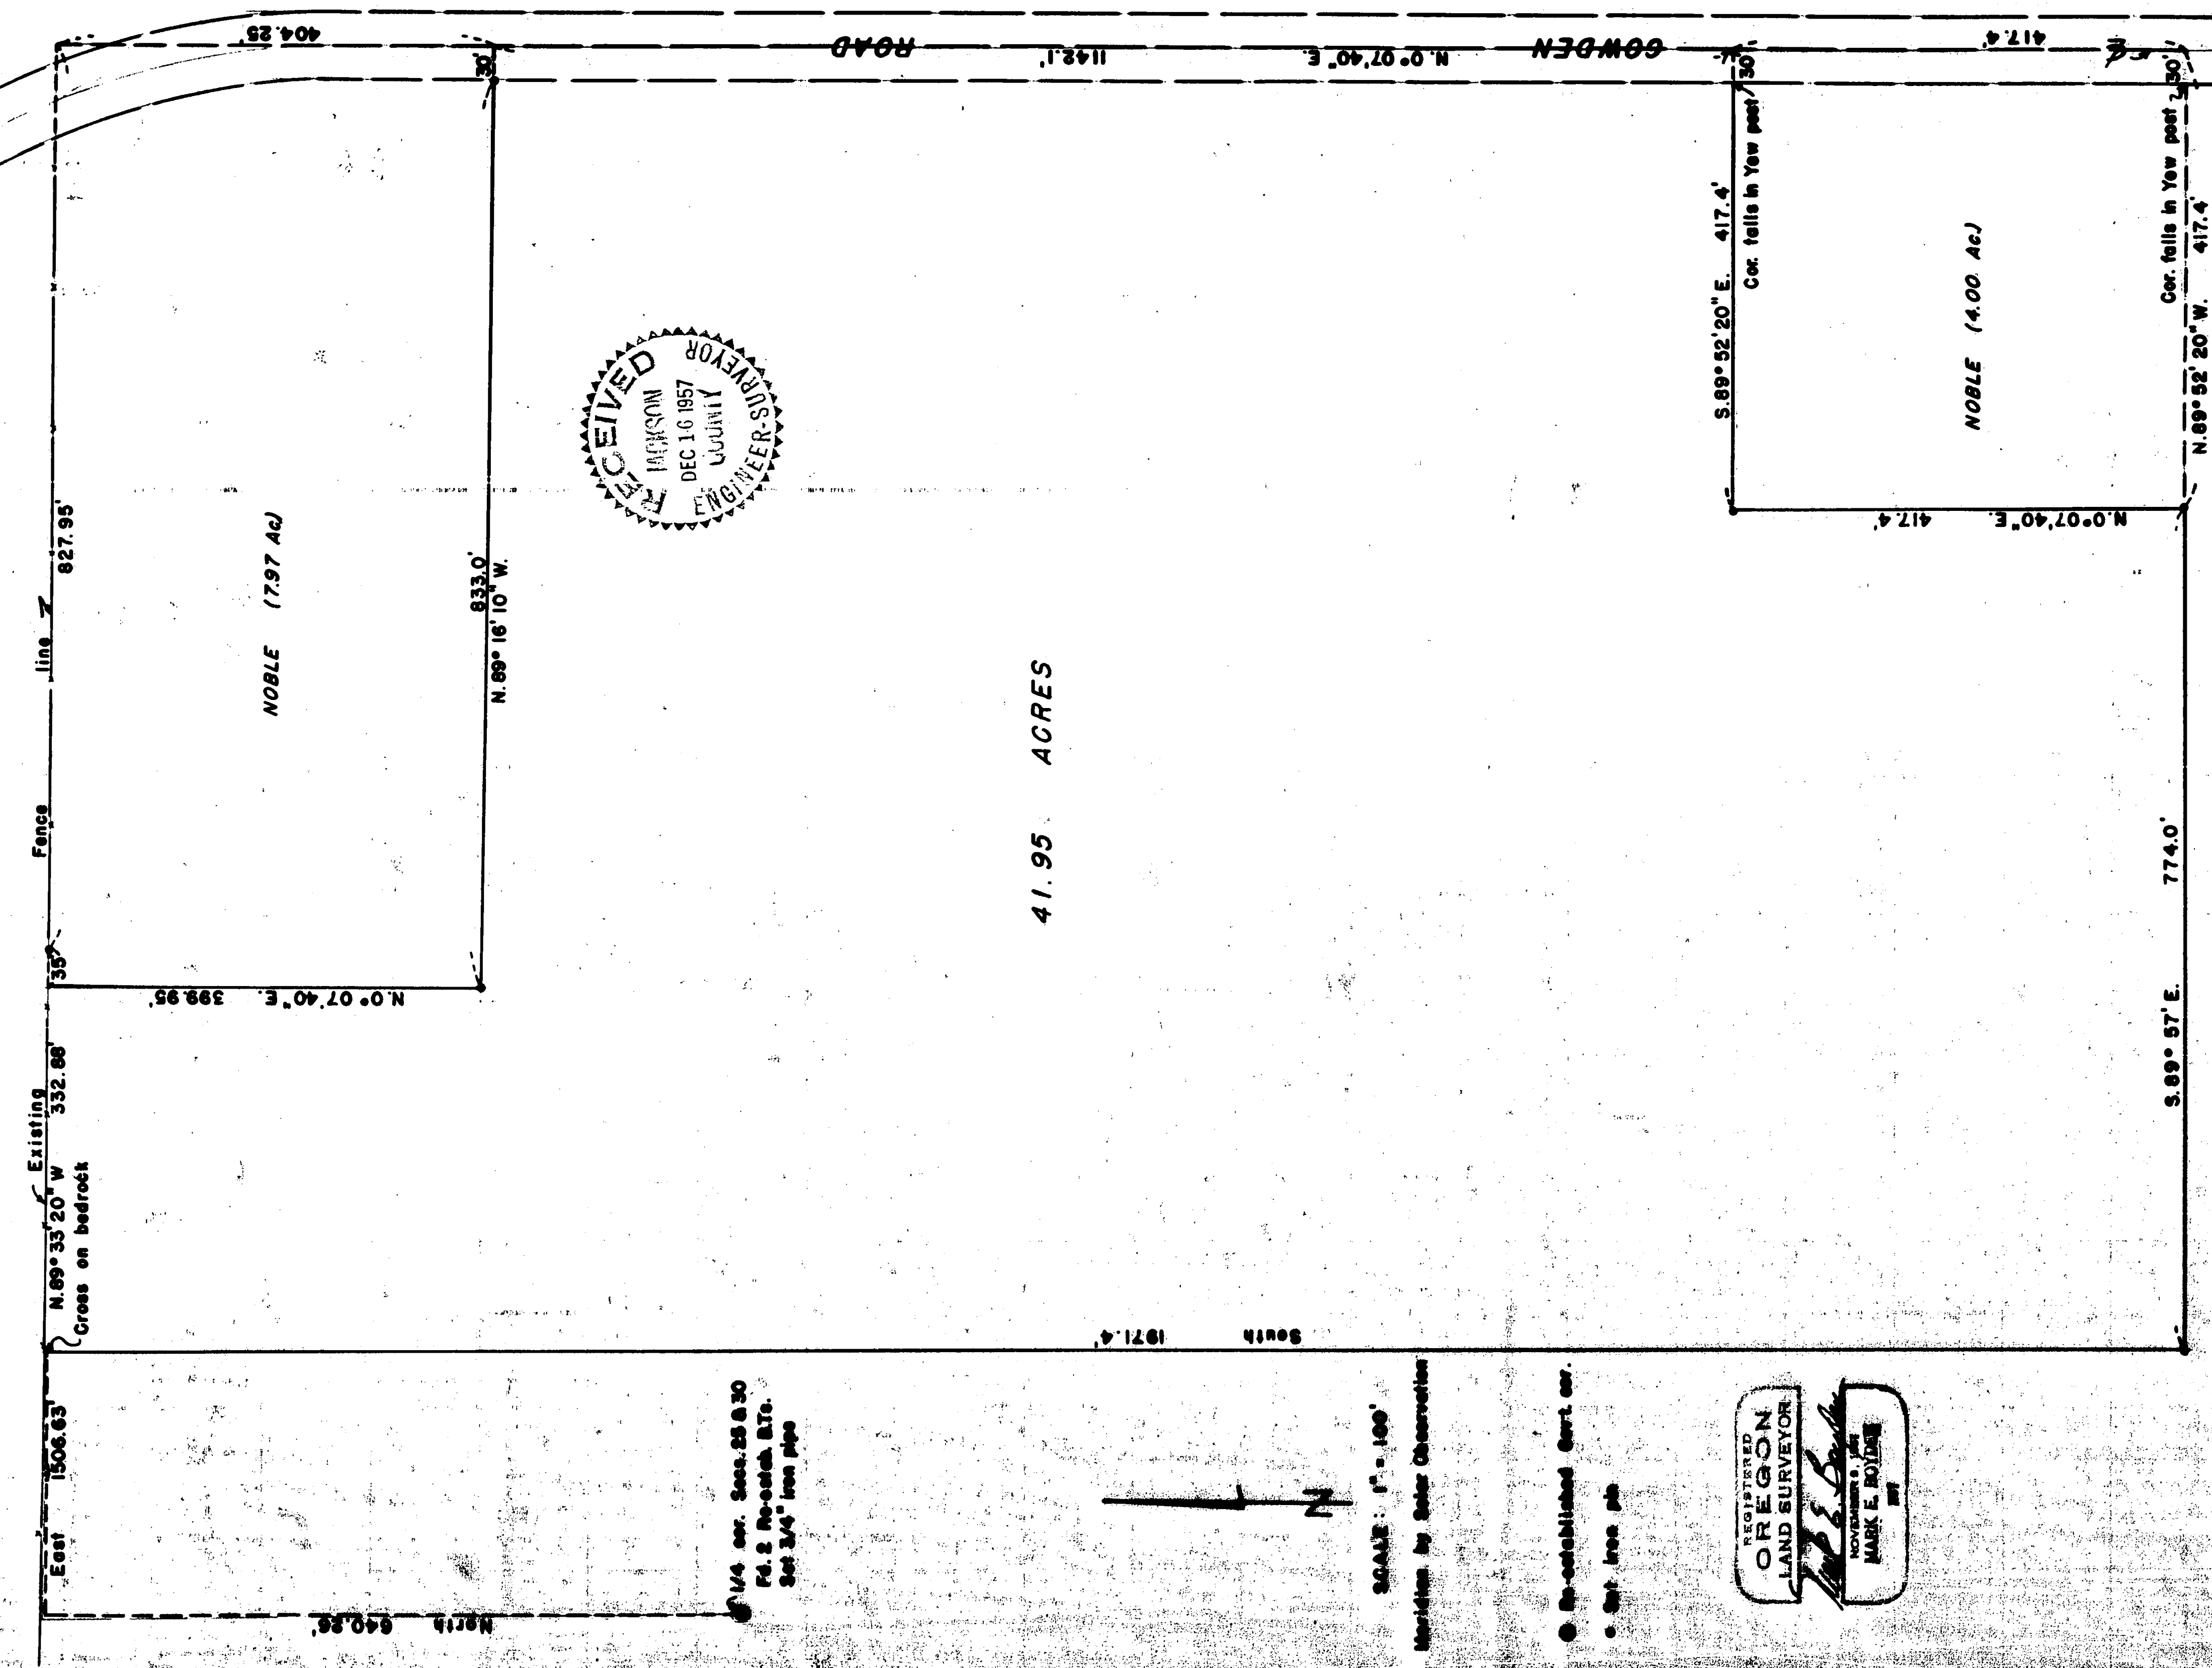 404.25'
30'
GOWDEN ROAD
N. 0° 07' 40" E. 1142.1'
417.4'
30'
30'
Existing Fence line
827.95'
NOBLE (7.97 Ac.)
833.0'
N. 89° 16' 10" W.
35'
N. 0° 07' 40" E. 399.95'
N. 89° 33' 20" W 332.88'
Cross on bedrock
RECEIVED
JACKSON
DEC 16 1957
COUNTY
ENGINEER-SURVEYOR
41.95 ACRES
S. 89° 52' 20" E. 417.4'
Cor. falls in Yew post
NOBLE (4.00 Ac.)
Cor. falls in Yew post
N. 89° 52' 20" W. 417.4'
N. 0° 07' 40" E. 417.4'
S. 89° 57' E. 774.0'
South 1971.4'
East 1506.63'
North 640.26'
1/4 cor. Secs. 25 & 30
Fd. 2 Re-estab. B.Ts.
Set 3/4" iron pipe
N
SCALE: 1" = 100'
Meridian by Solar Observation
Re-established Govt. cor.
Set iron pin
REGISTERED
OREGON
LAND SURVEYOR
MARK E. BOYDEN